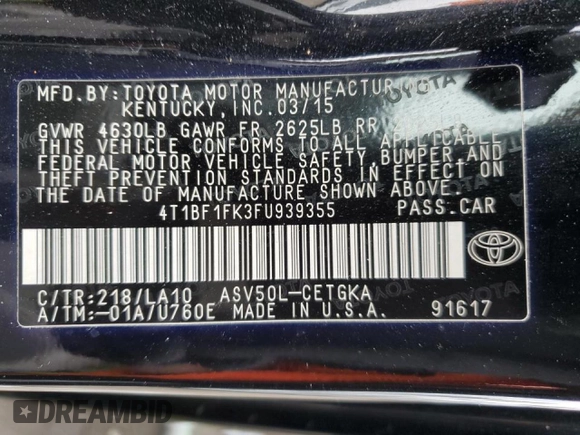 MFD.BY:TOYOTA MOTOR MANUFACTUR
KENTUCKY, INC.03/15
GVWR 4630LB GAWR FR 2625LB RR
THIS VEHICLE CONFORMS TO ALL APPLICABLE
FEDERAL MOTOR VEHICLE SAFETY, BUMPER, AND
THEFT PREVENTION STANDARDS IN EFFECT ON
THE DATE OF MANUFACTURE SHOWN ABOVE.
4T1BF1FK3FU939355 PASS.CAR
C/TR:218/LA10 ASV50L-CETGKA
A/TM:-01A/U760E MADE IN U.S.A. 91617
TOYOTA
DREAMBID